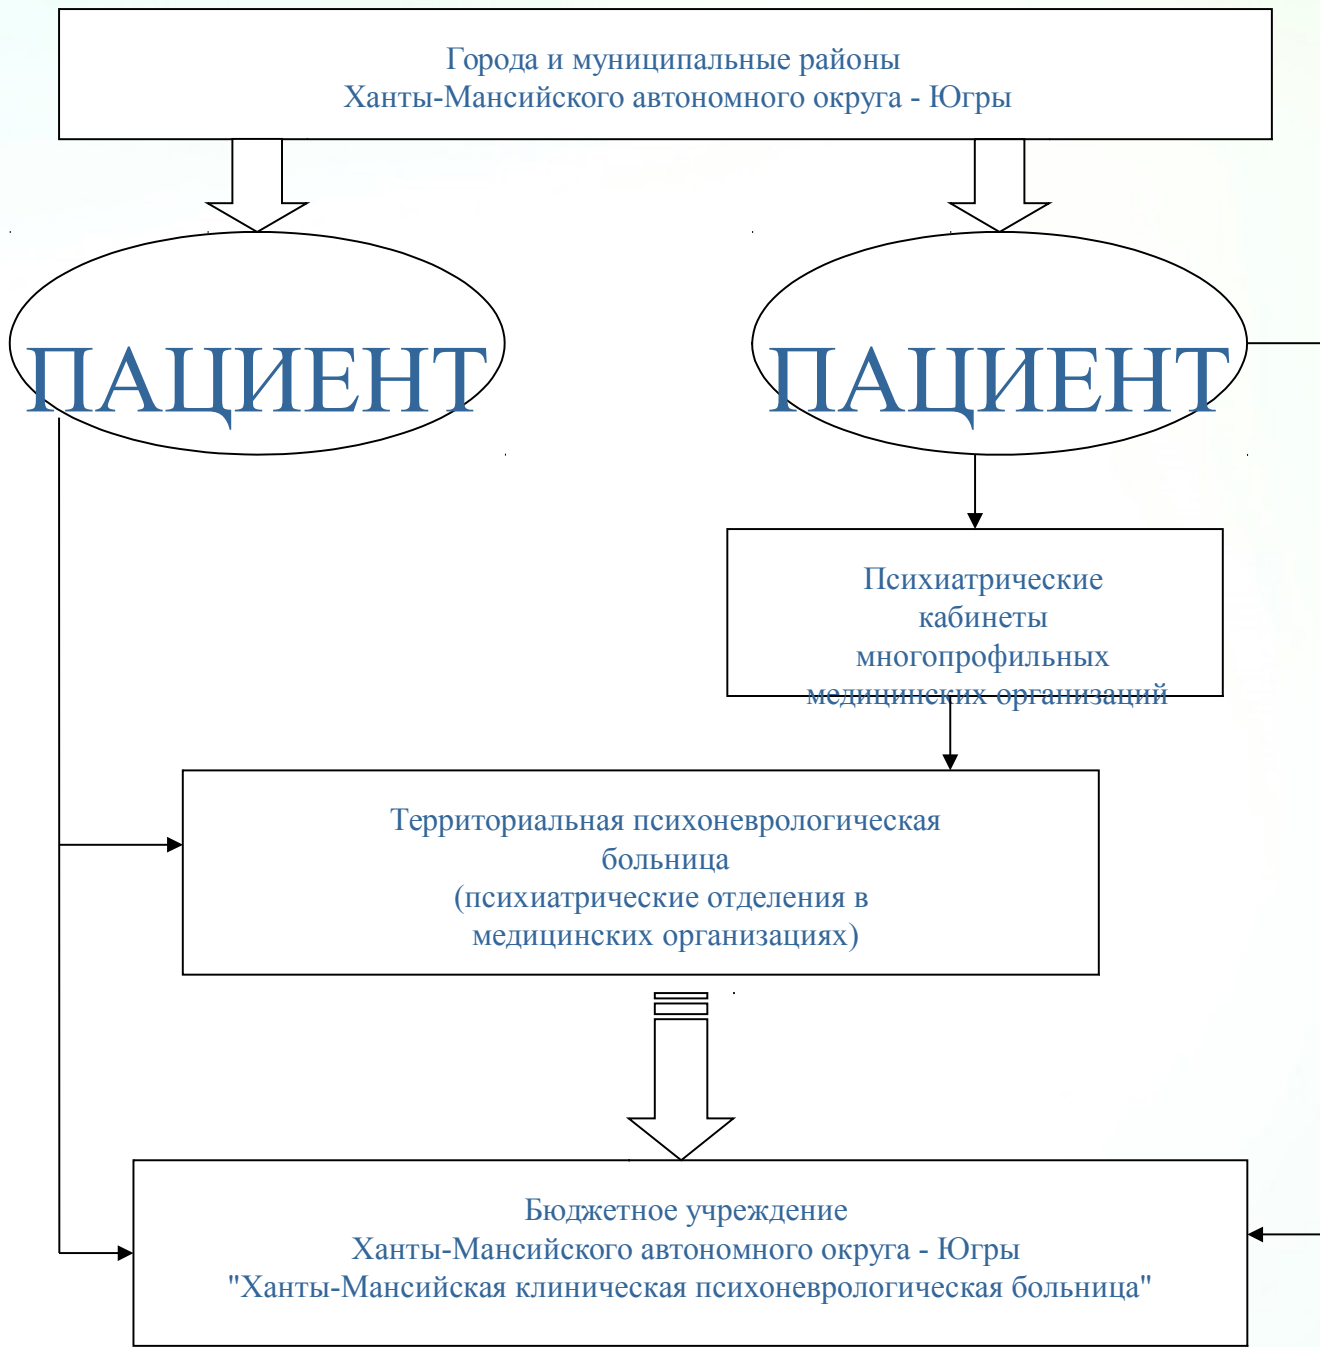 Города и муниципальные районы
Ханты-Мансийского автономного округа - Югры
ПАЦИЕНТ
ПАЦИЕНТ
Психиатрические
кабинеты
многопрофильных
медицинских организаций
Территориальная психоневрологическая
больница
(психиатрические отделения в
медицинских организациях)
Бюджетное учреждение
Ханты-Мансийского автономного округа - Югры
"Ханты-Мансийская клиническая психоневрологическая больница"